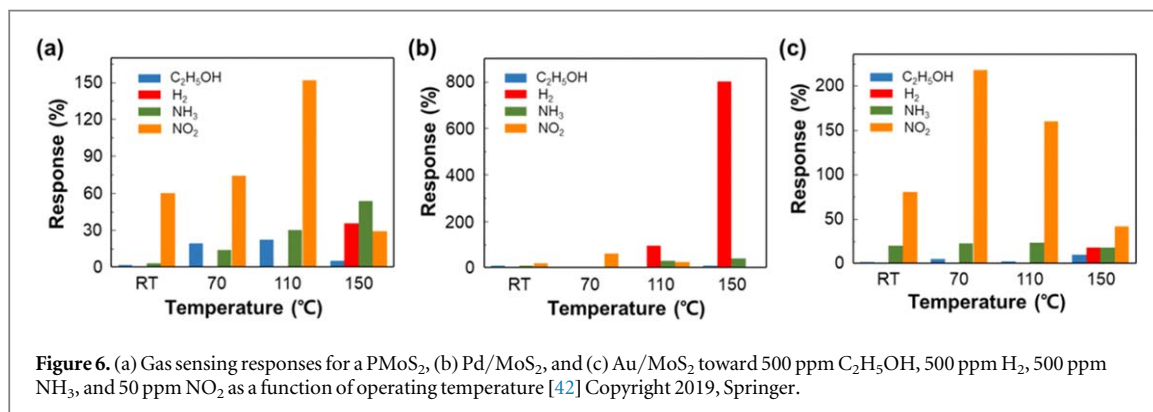 (a)
150
120
90
60
30
0
Response (%)
C₂H₅OH
H₂
NH₃
NO₂
RT 70 110 150
Temperature (℃)
(b)
800
600
400
200
0
Response (%)
C₂H₅OH
H₂
NH₃
NO₂
RT 70 110 150
Temperature (℃)
(c)
200
150
100
50
0
Response (%)
C₂H₅OH
H₂
NH₃
NO₂
RT 70 110 150
Temperature (℃)
Figure 6. (a) Gas sensing responses for a PMoS₂, (b) Pd/MoS₂, and (c) Au/MoS₂ toward 500 ppm C₂H₅OH, 500 ppm H₂, 500 ppm
NH₃, and 50 ppm NO₂ as a function of operating temperature [42] Copyright 2019, Springer.